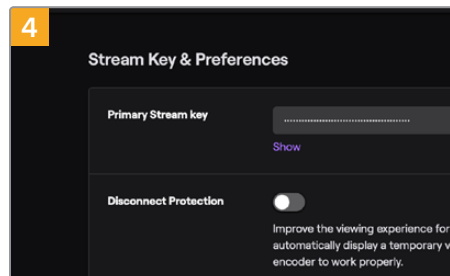 4
Stream Key & Preferences
Primary Stream key
Show
Disconnect Protection
Improve the viewing experience for
automatically display a temporary v
encoder to work properly.